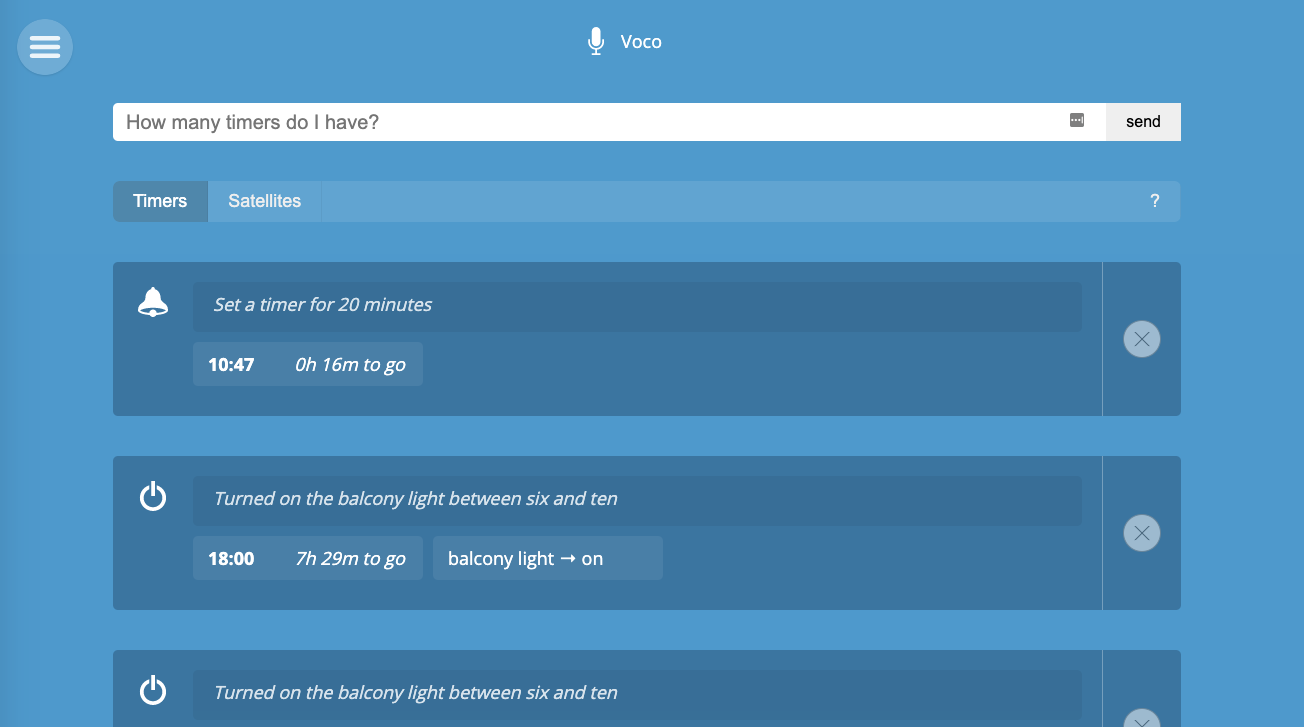 Voco
How many timers do I have?
send
Timers Satellites ?
Set a timer for 20 minutes
10:47 0h 16m to go
Turned on the balcony light between six and ten
18:00 7h 29m to go balcony light → on
Turned on the balcony light between six and ten